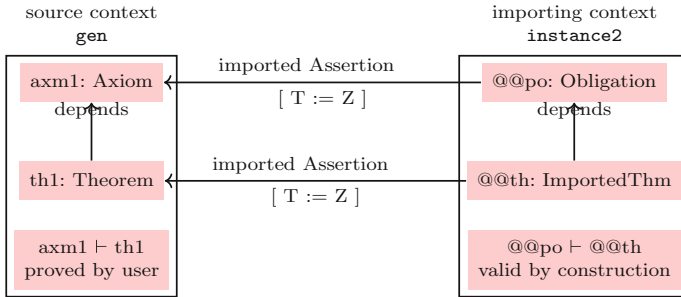 source context
gen
importing context
instance2
imported Assertion
axm1: Axiom
@@po: Obligation
[ T := Z ]
depends
depends
imported Assertion
th1: Theorem
@@th: ImportedThm
[ T := Z ]
axm1 ⊢ th1
proved by user
@@po ⊢ @@th
valid by construction